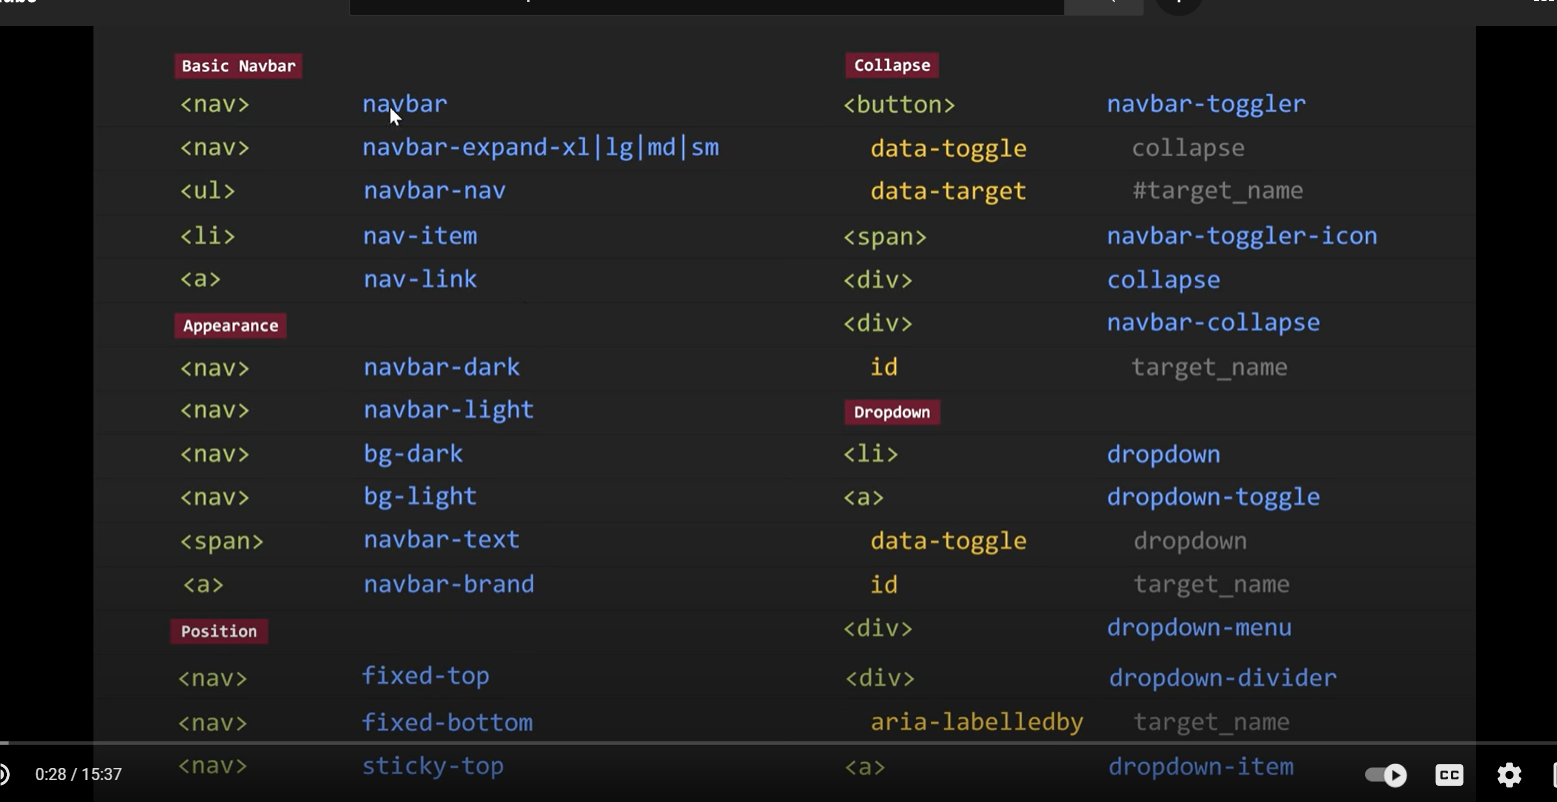 Basic Navbar
<nav> navbar
<nav> navbar-expand-xl|lg|md|sm
<ul> navbar-nav
<li> nav-item
<a> nav-link
Appearance
<nav> navbar-dark
<nav> navbar-light
<nav> bg-dark
<nav> bg-light
<span> navbar-text
<a> navbar-brand
Position
<nav> fixed-top
<nav> fixed-bottom
<nav> sticky-top
Collapse
<button> navbar-toggler
data-toggle collapse
data-target #target_name
<span> navbar-toggler-icon
<div> collapse
<div> navbar-collapse
id target_name
Dropdown
<li> dropdown
<a> dropdown-toggle
data-toggle dropdown
id target_name
<div> dropdown-menu
<div> dropdown-divider
aria-labelledby target_name
<a> dropdown-item
0:28 / 15:37
CC